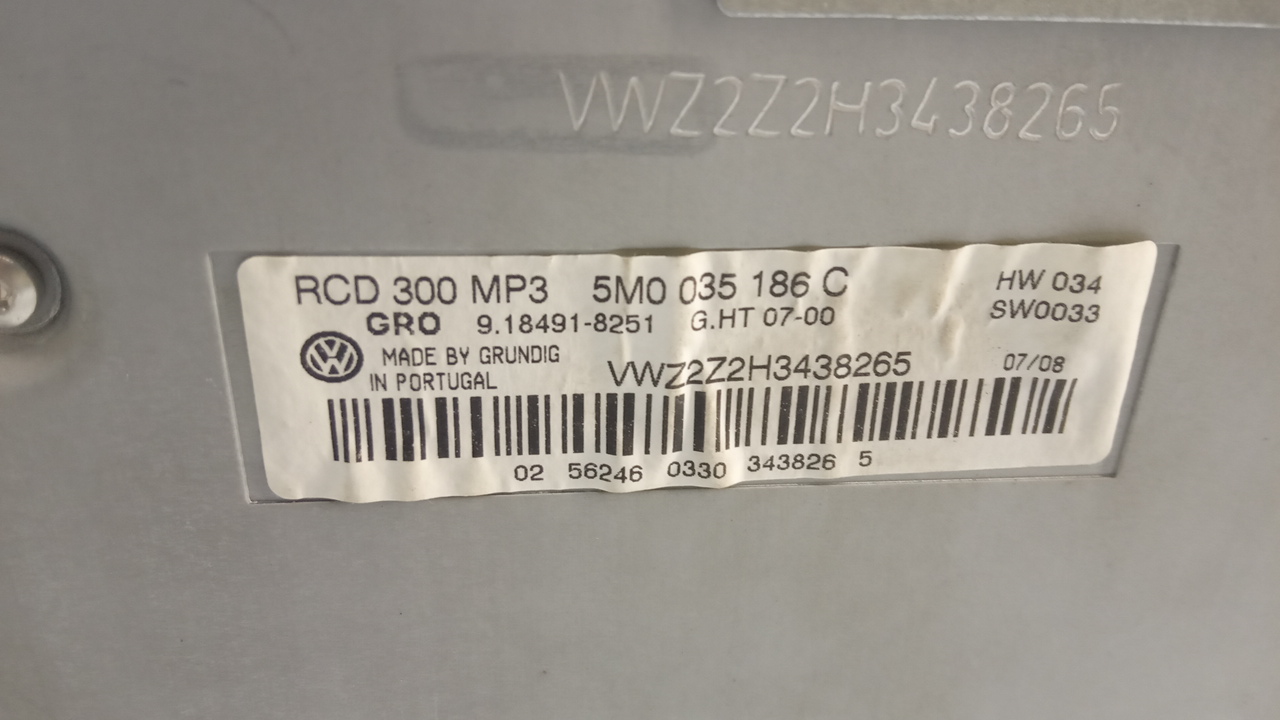 VWZ2Z2H3438265
RCD 300 MP3 5M0 035 186 C HW 034
GRO 9.18491-8251 G.HT 07-00 SW0033
MADE BY GRUNDIG
IN PORTUGAL
VWZ2Z2H3438265 07/08
02 56246 0330 343826 5